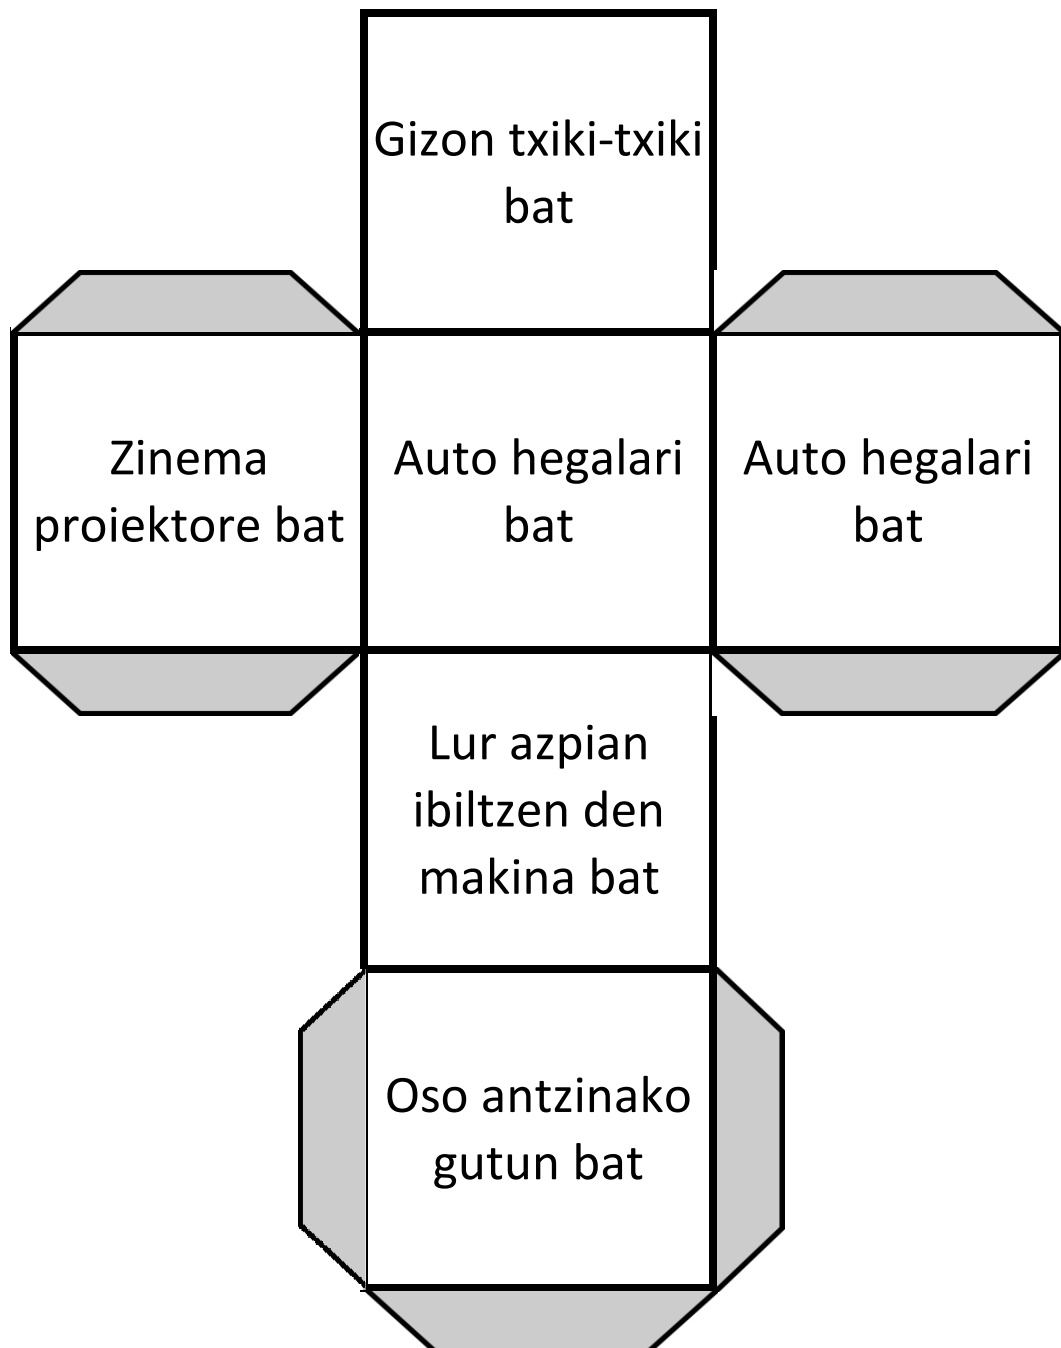 Gizon txiki-txiki
bat
Zinema
proiektore bat
Auto hegalari
bat
Auto hegalari
bat
Lur azpian
ibiltzen den
makina bat
Oso antzinako
gutun bat